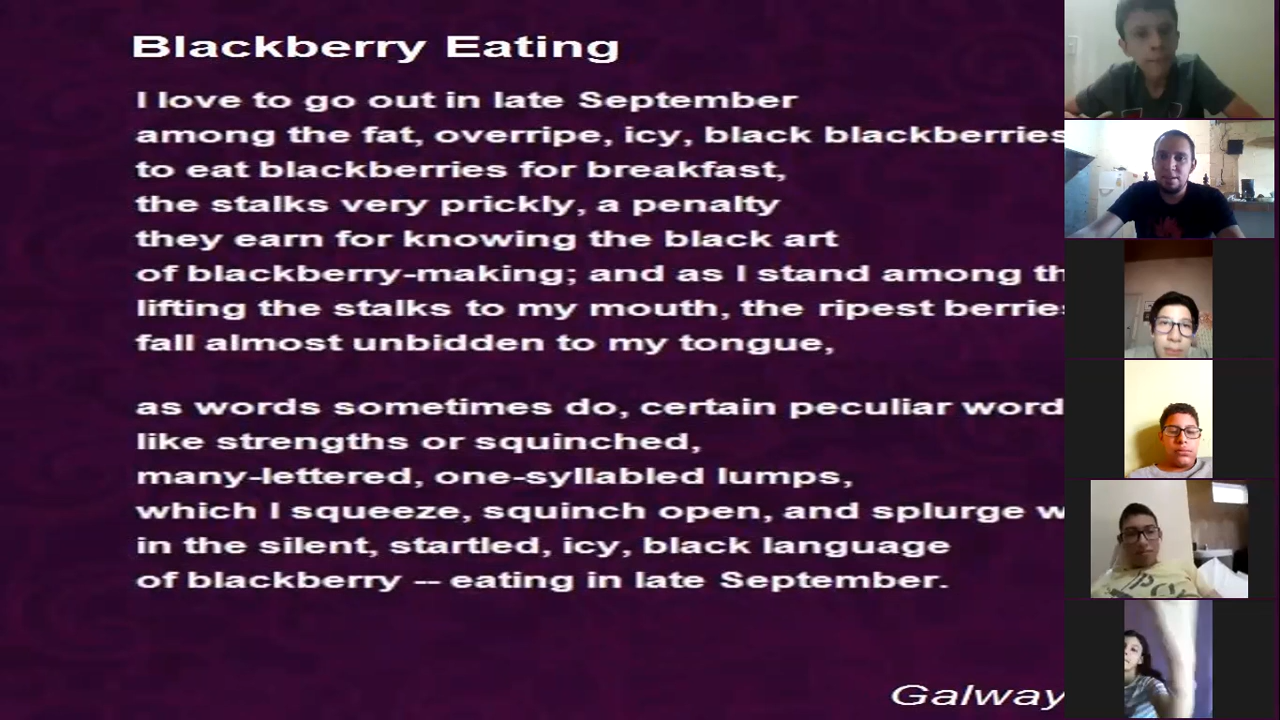 Blackberry Eating
I love to go out in late September
among the fat, overripe, icy, black blackberries
to eat blackberries for breakfast,
the stalks very prickly, a penalty
they earn for knowing the black art
of blackberry-making; and as I stand among
lifting the stalks to my mouth, the ripest
fall almost unbidden to my tongue,
as words sometimes do, certain peculiar
like strengths or squinched,
many-lettered, one-syllabled lumps,
which I squeeze, squinch open, and splurge
in the silent, startled, icy, black language
of blackberry -- eating in late September.
Galway